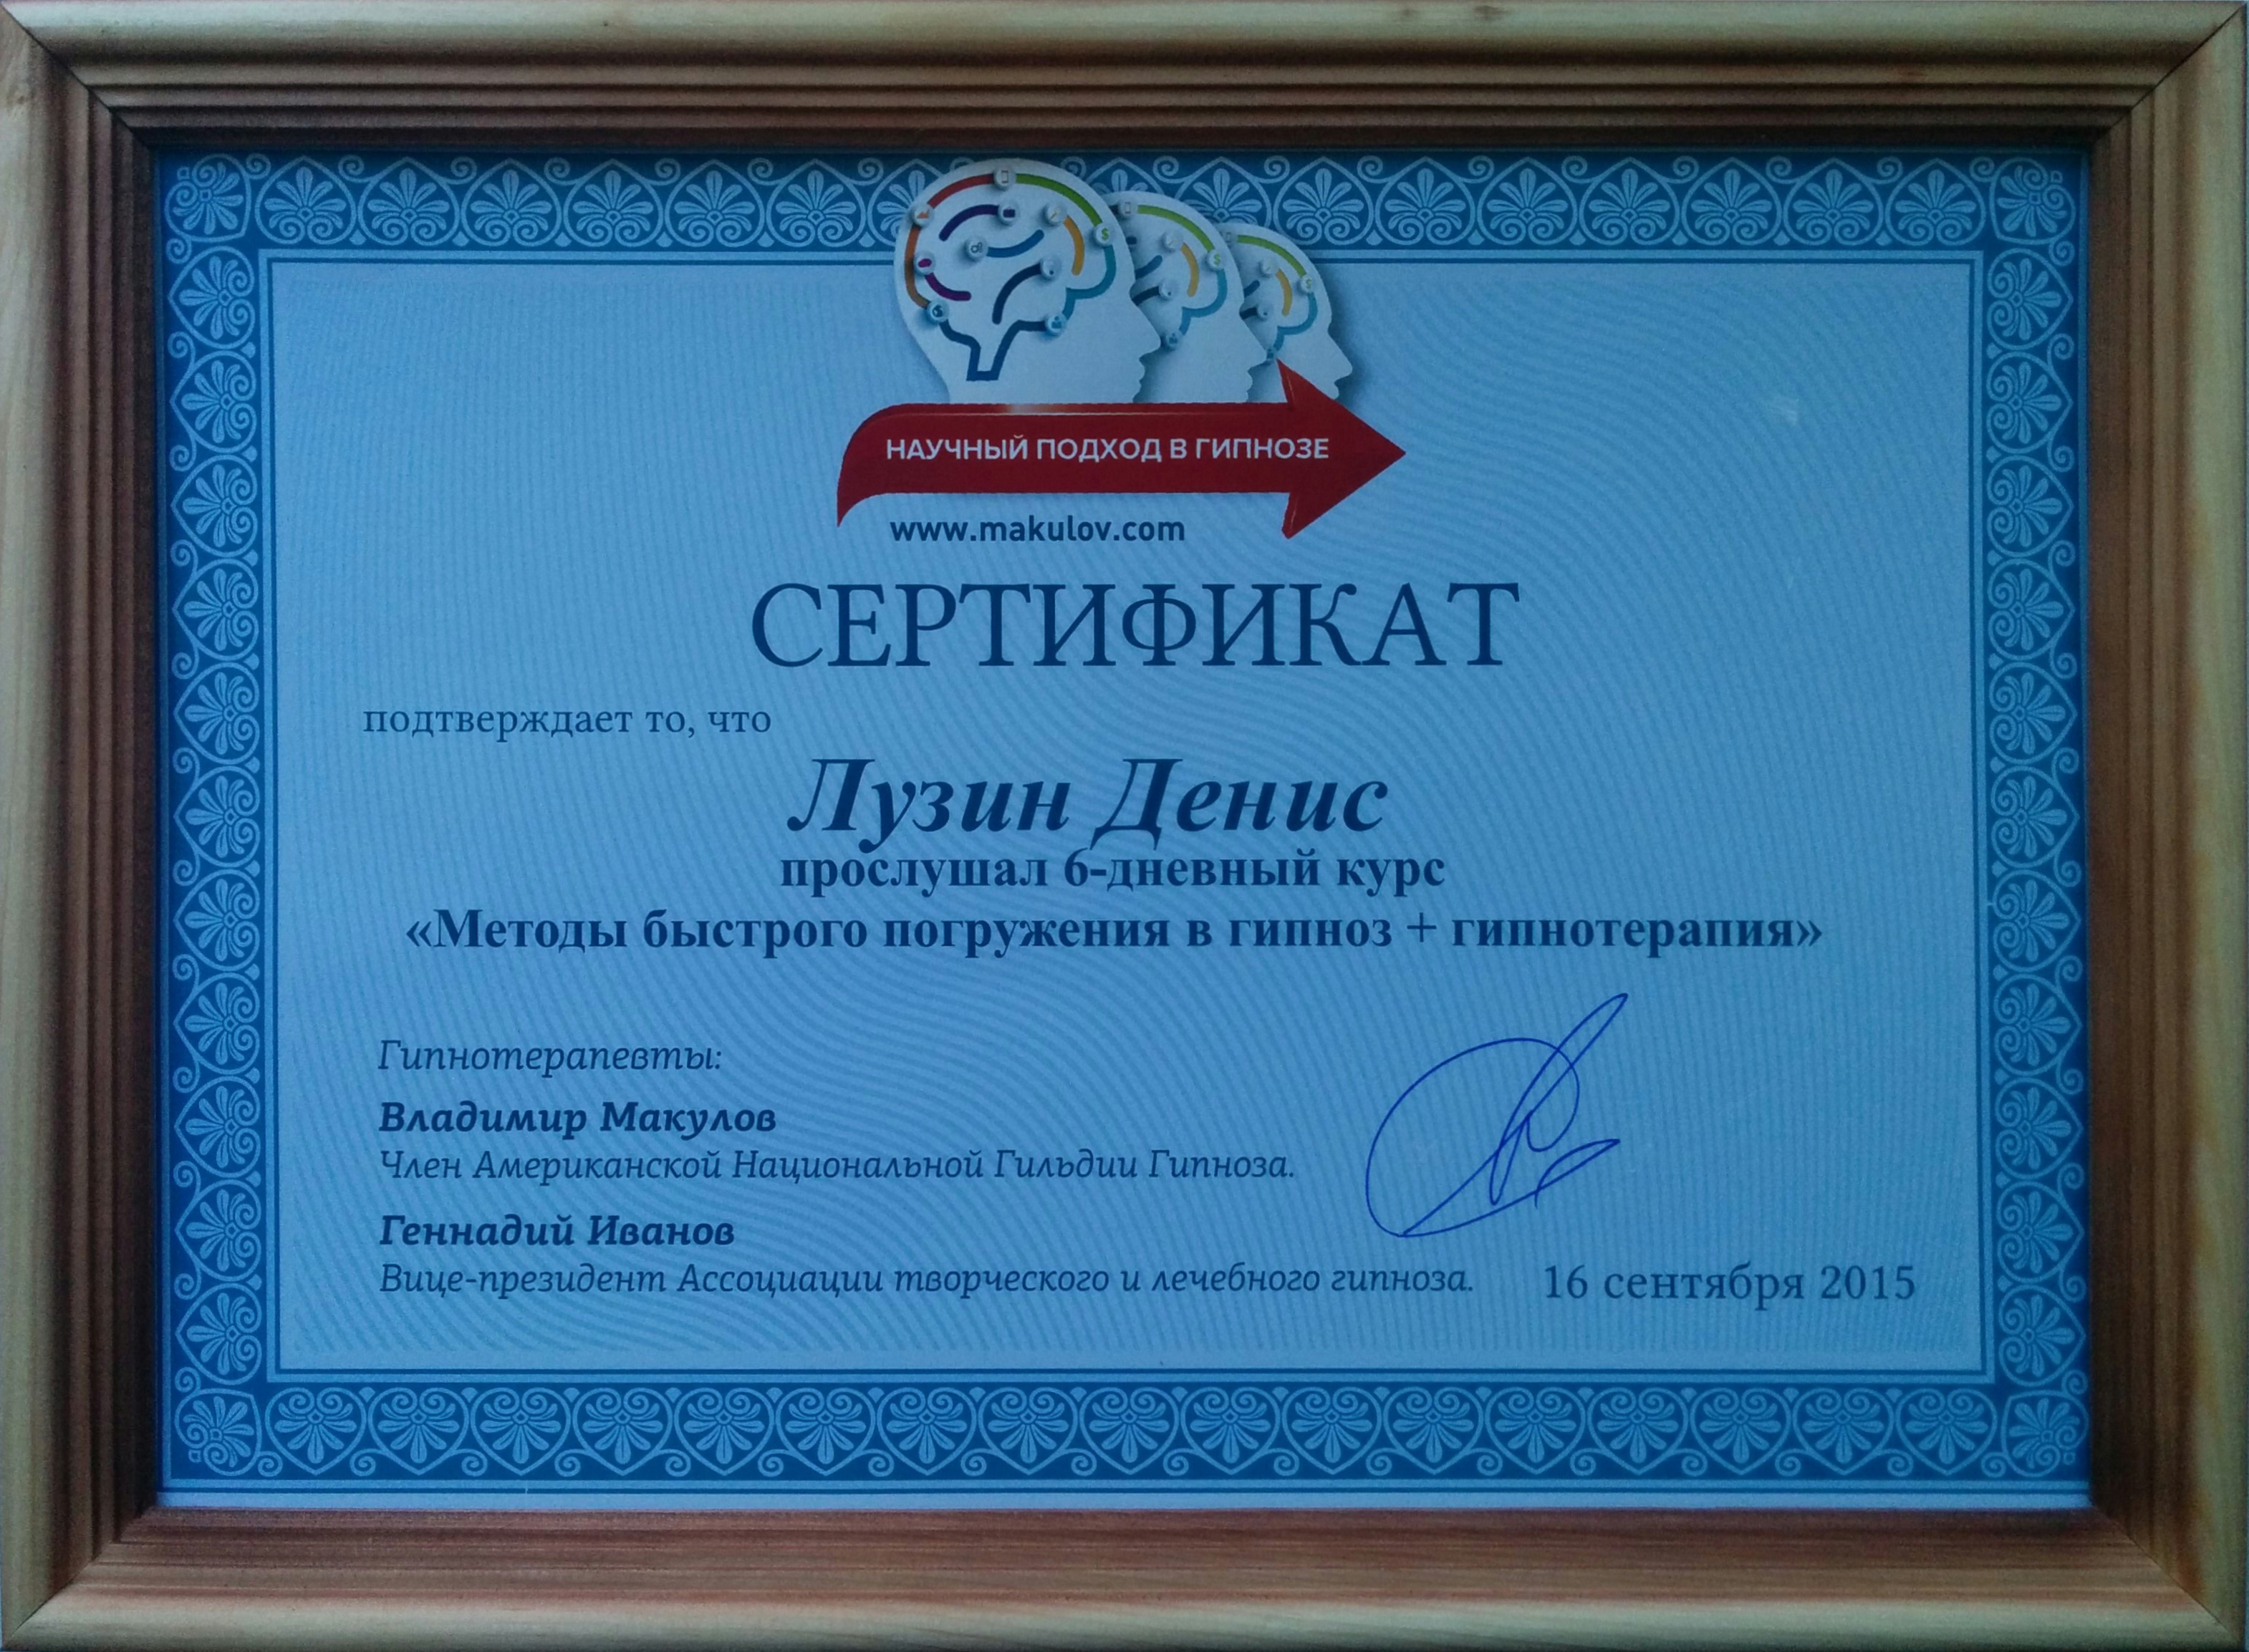 НАУЧНЫЙ ПОДХОД В ГИПНОЗЕ
www.makulov.com
СЕРТИФИКАТ
подтверждает то, что
Лузин Денис
прослушал 6-дневный курс
«Методы быстрого погружения в гипноз + гипнотерапия»
Гипнотерапевты:
Владимир Макулов
Член Американской Национальной Гильдии Гипноза.
Геннадий Иванов
Вице-президент Ассоциации творческого и лечебного гипноза.
16 сентября 2015